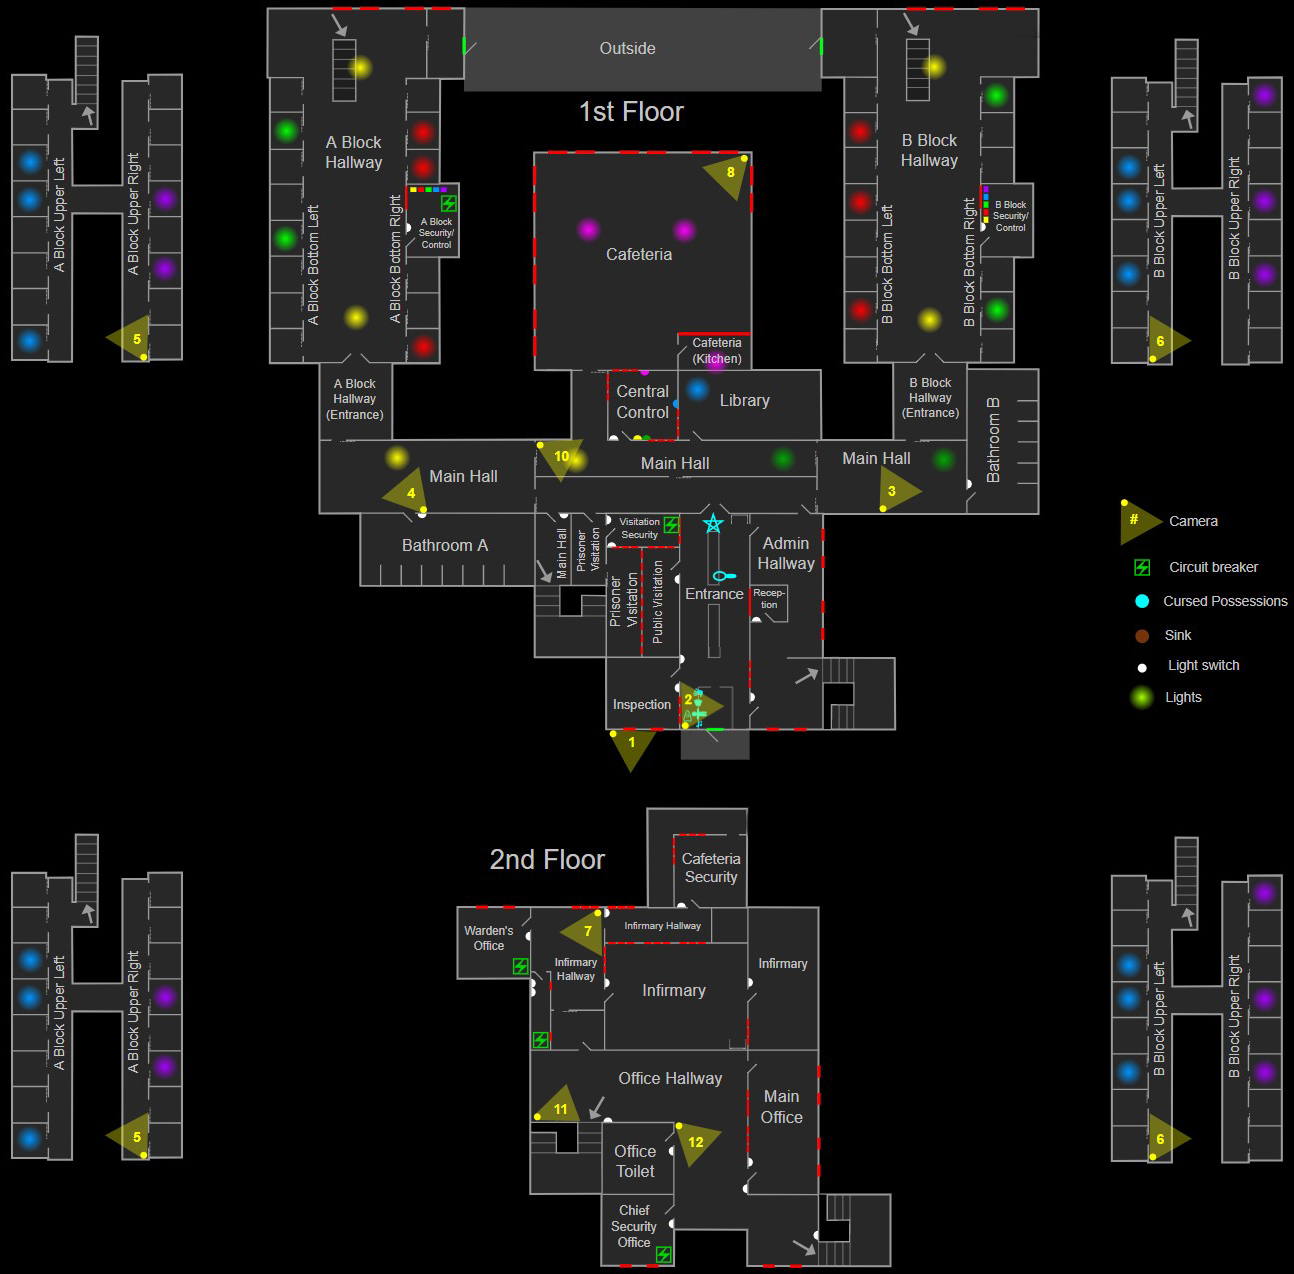 Outside
1st Floor
A Block
Hallway
B Block
Hallway
A Block Upper Left
A Block Upper Right
5
A Block Bottom Left
A Block Bottom Right
A Block
Security/
Control
8
Cafeteria
Cafeteria
(Kitchen)
B Block Bottom Left
B Block Bottom Right
B Block
Security/
Control
B Block Upper Left
B Block Upper Right
6
A Block
Hallway
(Entrance)
Central
Control
Library
B Block
Hallway
(Entrance)
Bathroom B
Main Hall
4
10
Main Hall
Main Hall
3
Bathroom A
Main Hall
Prisoner
Visitation
Visitation
Security
Prisoner
Visitation
Public Visitation
Entrance
Admin
Hallway
Recep-
tion
Inspection
2
1
#
Camera
Circuit breaker
Cursed Possessions
Sink
Light switch
Lights
2nd Floor
Cafeteria
Security
Warden's
Office
7
Infirmary Hallway
Infirmary
Hallway
Infirmary
Infirmary
Office Hallway
Main
Office
11
12
Office
Toilet
Chief
Security
Office
A Block Upper Left
A Block Upper Right
5
B Block Upper Left
B Block Upper Right
6